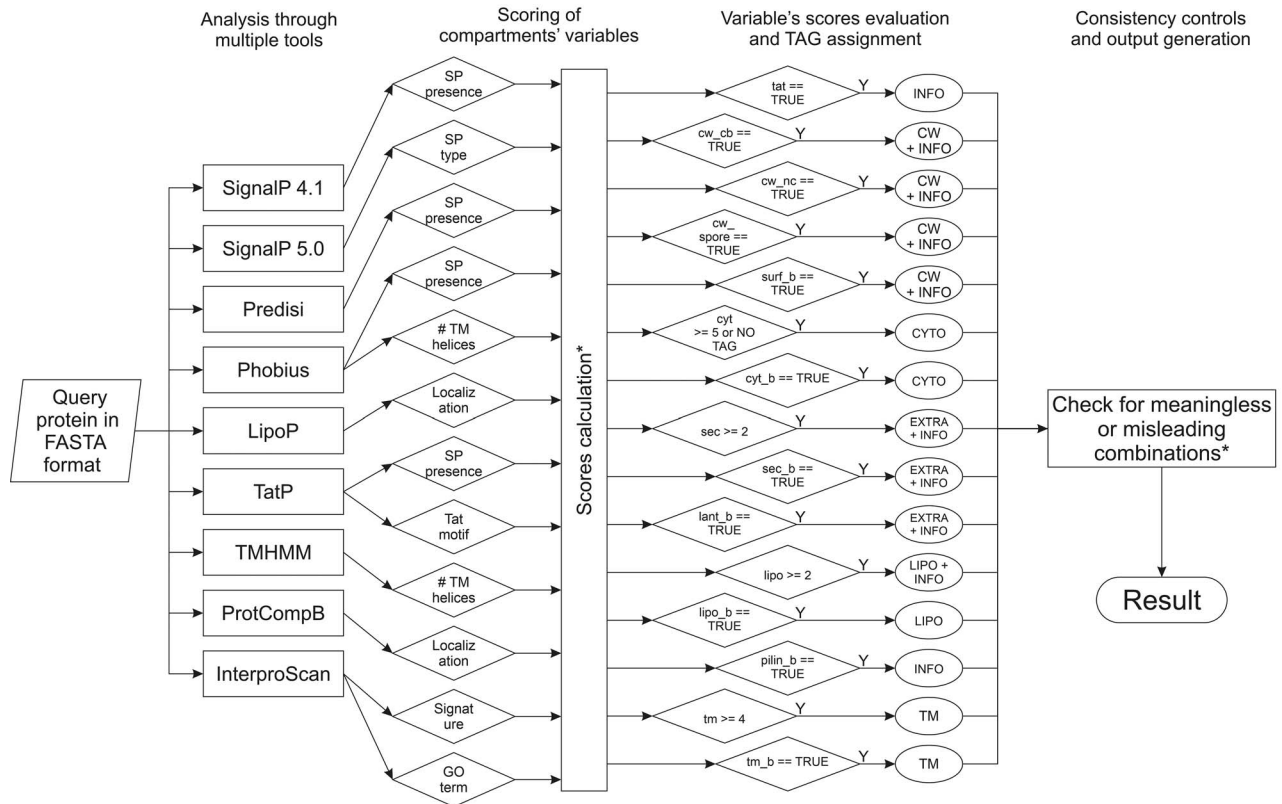 Analysis through
multiple tools
Scoring of
compartments' variables
Variable's scores evaluation
and TAG assignment
Consistency controls
and output generation
Query
protein in
FASTA
format
SignalP 4.1
SignalP 5.0
Predisi
Phobius
LipoP
TatP
TMHMM
ProtCompB
InterproScan
SP
presence
SP
type
SP
presence
SP
presence
# TM
helices
Localiz
ation
SP
presence
Tat
motif
# TM
helices
Localiz
ation
Signat
ure
GO
term
Scores calculation*
tat ==
TRUE
Y
INFO
cw_cb ==
TRUE
Y
CW
+ INFO
cw_nc ==
TRUE
Y
CW
+ INFO
cw_
spore ==
TRUE
Y
CW
+ INFO
surf_b ==
TRUE
Y
CW
+ INFO
cyt
>= 5 or NO
TAG
Y
CYTO
cyt_b == TRUE
Y
CYTO
sec >= 2
Y
EXTRA
+ INFO
sec_b ==
TRUE
Y
EXTRA
+ INFO
lant_b ==
TRUE
Y
EXTRA
+ INFO
lipo >= 2
Y
LIPO +
INFO
lipo_b ==
TRUE
Y
LIPO
pilin_b ==
TRUE
Y
INFO
tm >= 4
Y
TM
tm_b == TRUE
Y
TM
Check for meaningless
or misleading
combinations*
Result